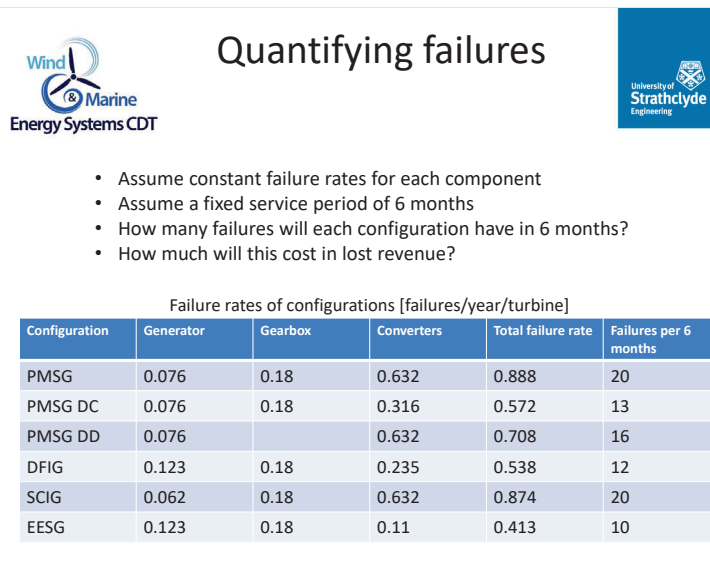 Quantifying failures
Wind
& Marine
Energy Systems CDT
University of
Strathclyde
Engineering
• Assume constant failure rates for each component
• Assume a fixed service period of 6 months
• How many failures will each configuration have in 6 months?
• How much will this cost in lost revenue?
Failure rates of configurations [failures/year/turbine]
Configuration Generator Gearbox Converters Total failure rate Failures per 6
months
PMSG 0.076 0.18 0.632 0.888 20
PMSG DC 0.076 0.18 0.316 0.572 13
PMSG DD 0.076 0.632 0.708 16
DFIG 0.123 0.18 0.235 0.538 12
SCIG 0.062 0.18 0.632 0.874 20
EESG 0.123 0.18 0.11 0.413 10